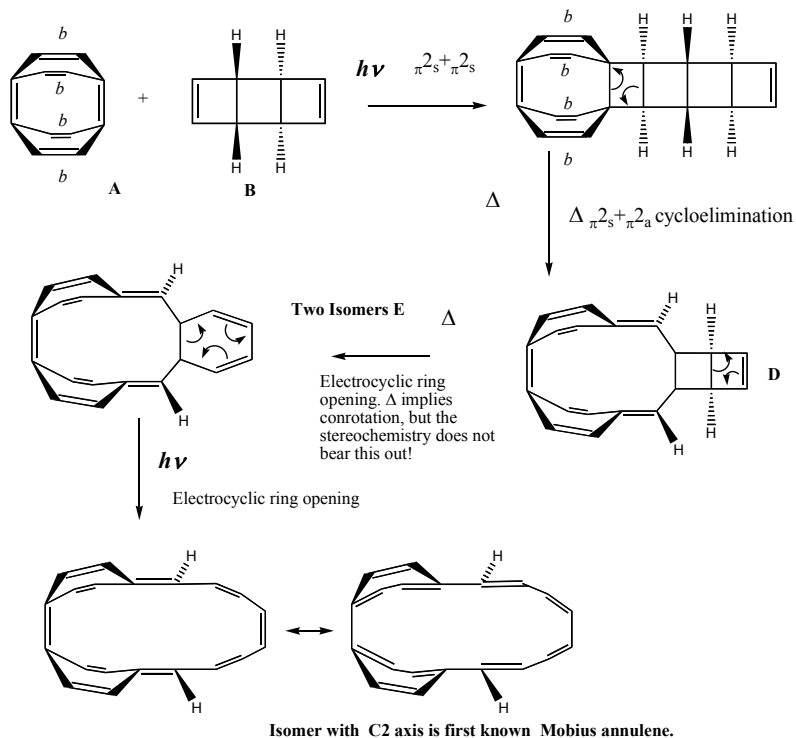 b
H H
b
b
b
+
H H
A
B
hν π2s+π2s
b
H H H
b
b
b
H H H
Δ
Δ π2s+π2a cycloelimination
H
H
Two Isomers E
Δ
Electrocyclic ring
opening. Δ implies
conrotation, but the
stereochemistry does not
bear this out!
H
H
D
H
H
hν
Electrocyclic ring opening
H
H
H
H
Isomer with C2 axis is first known Mobius annulene.